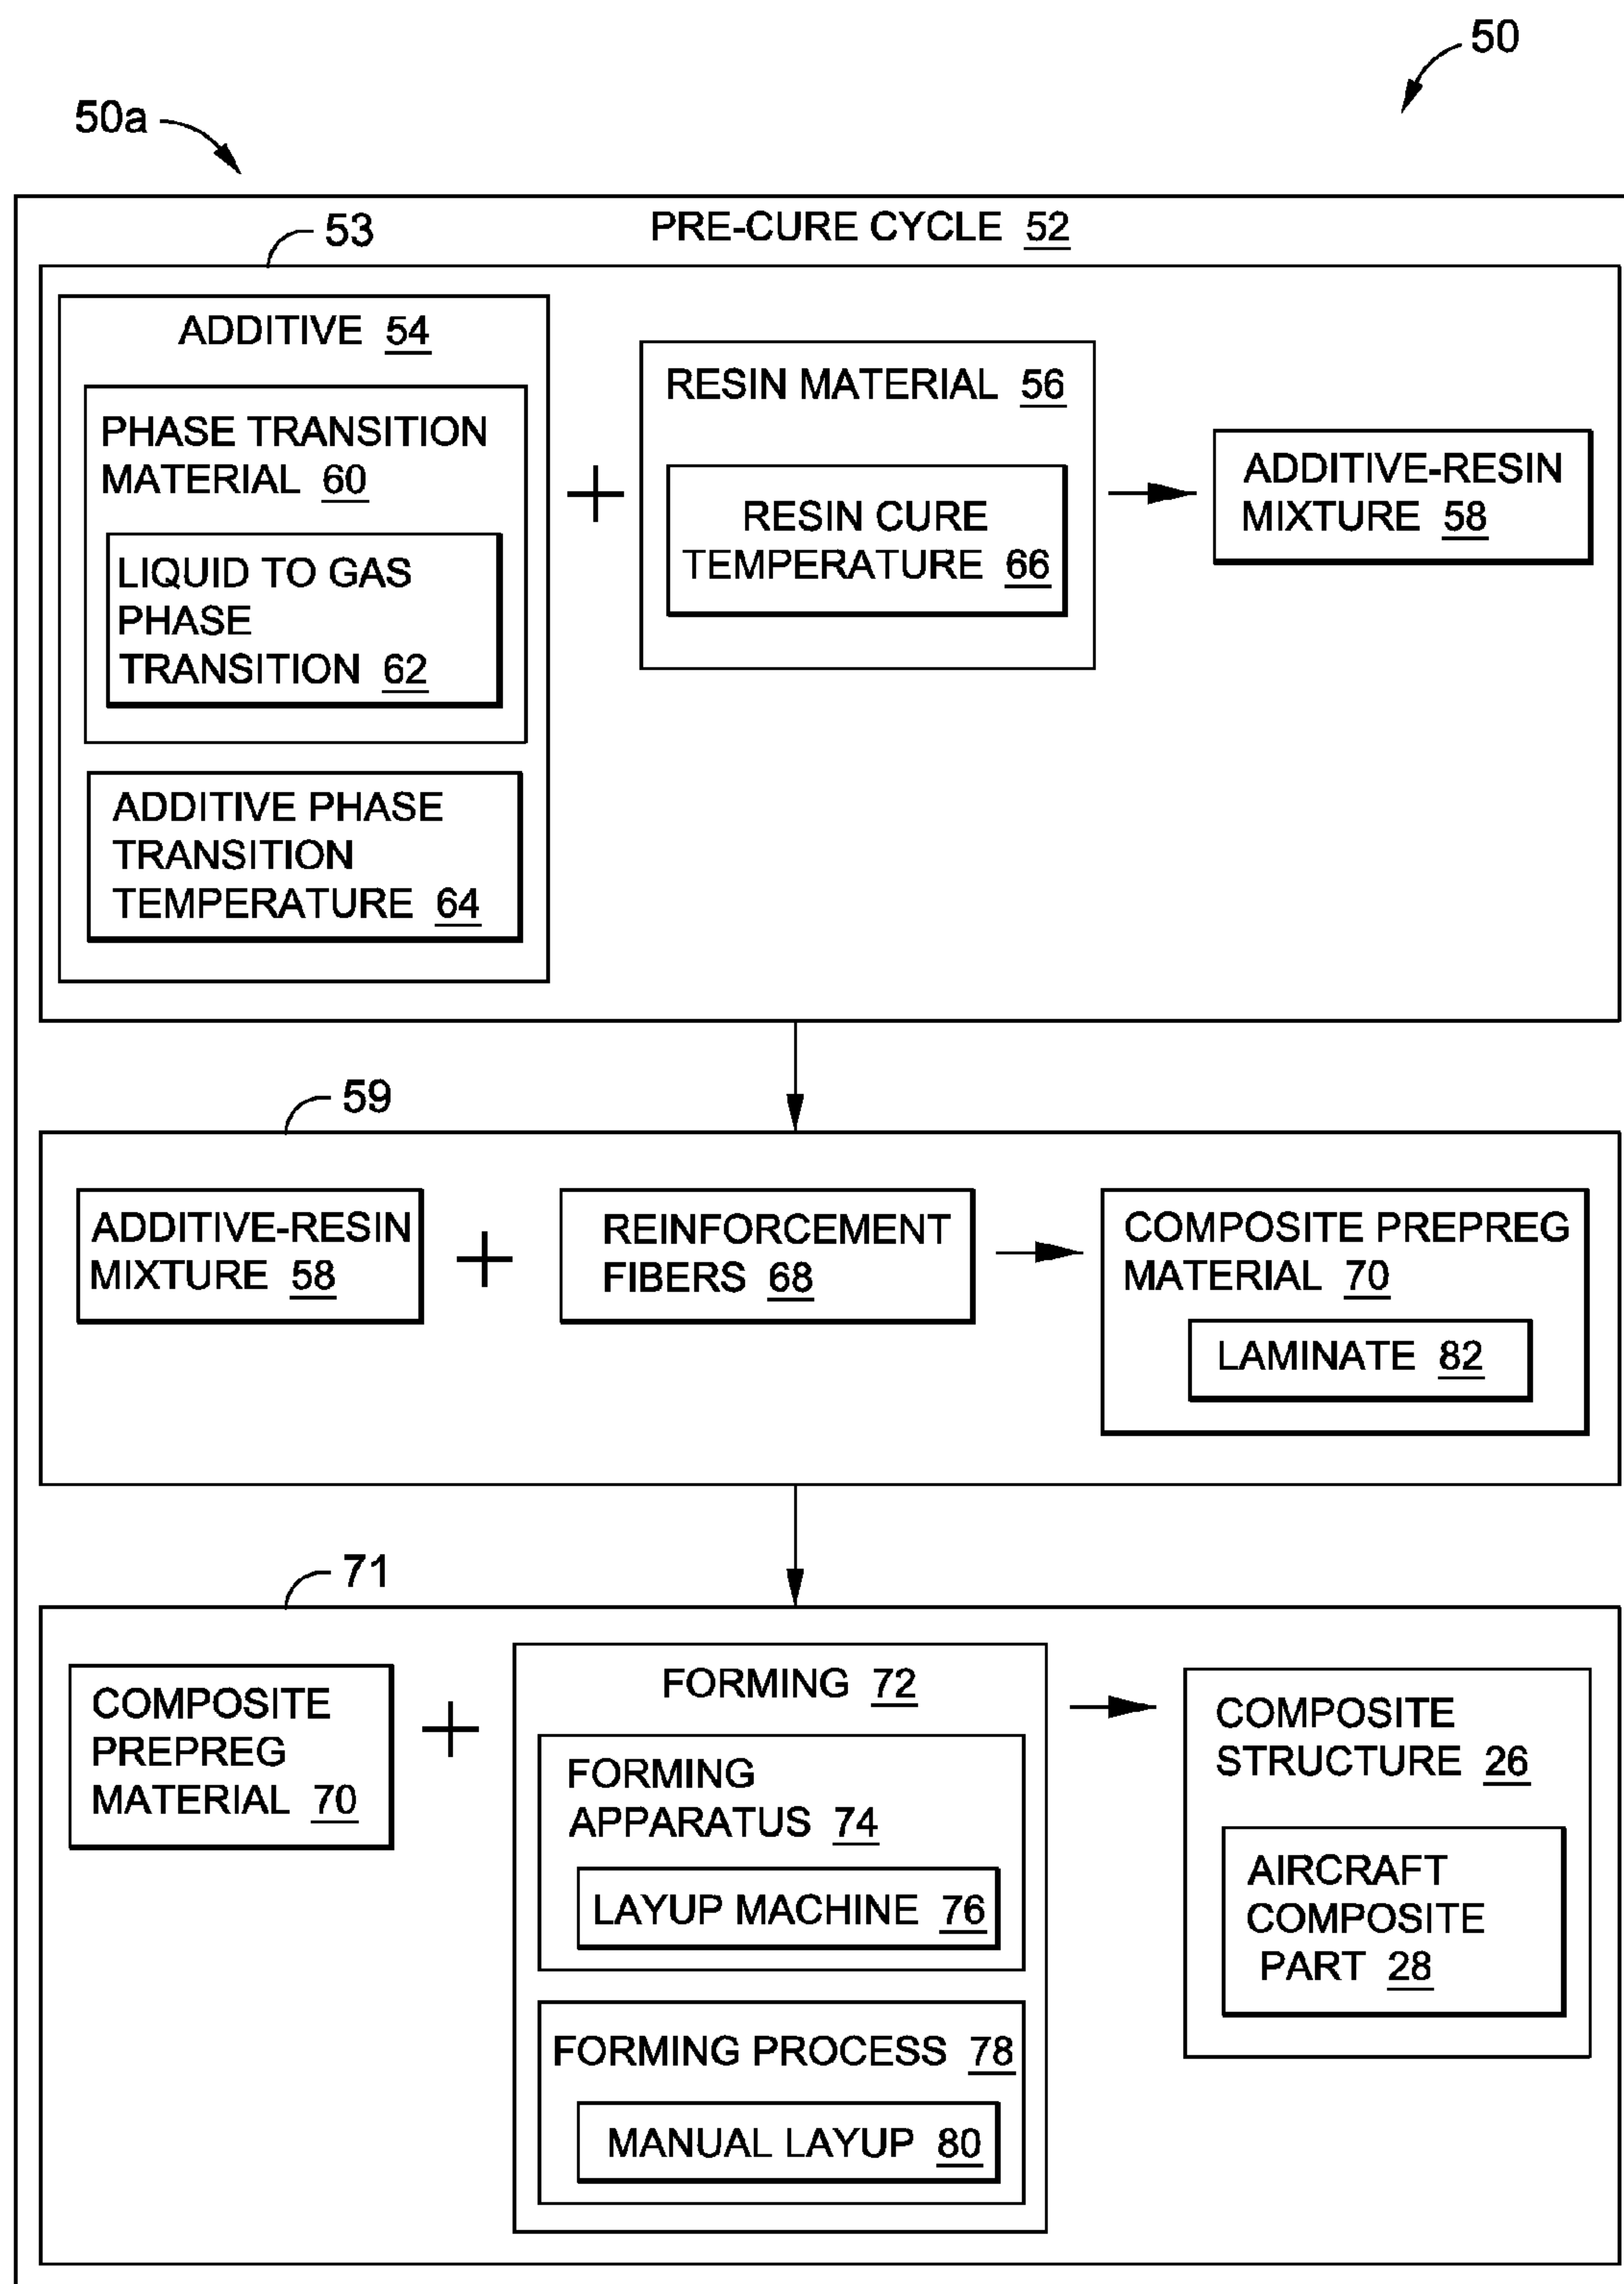 50
50a
PRE-CURE CYCLE 52
53
ADDITIVE 54
PHASE TRANSITION
MATERIAL 60
LIQUID TO GAS
PHASE
TRANSITION 62
ADDITIVE PHASE
TRANSITION
TEMPERATURE 64
+
RESIN MATERIAL 56
RESIN CURE
TEMPERATURE 66
ADDITIVE-RESIN
MIXTURE 58
59
ADDITIVE-RESIN
MIXTURE 58
+
REINFORCEMENT
FIBERS 68
COMPOSITE PREPREG
MATERIAL 70
LAMINATE 82
71
COMPOSITE
PREPREG
MATERIAL 70
+
FORMING 72
FORMING
APPARATUS 74
LAYUP MACHINE 76
FORMING PROCESS 78
MANUAL LAYUP 80
COMPOSITE
STRUCTURE 26
AIRCRAFT
COMPOSITE
PART 28